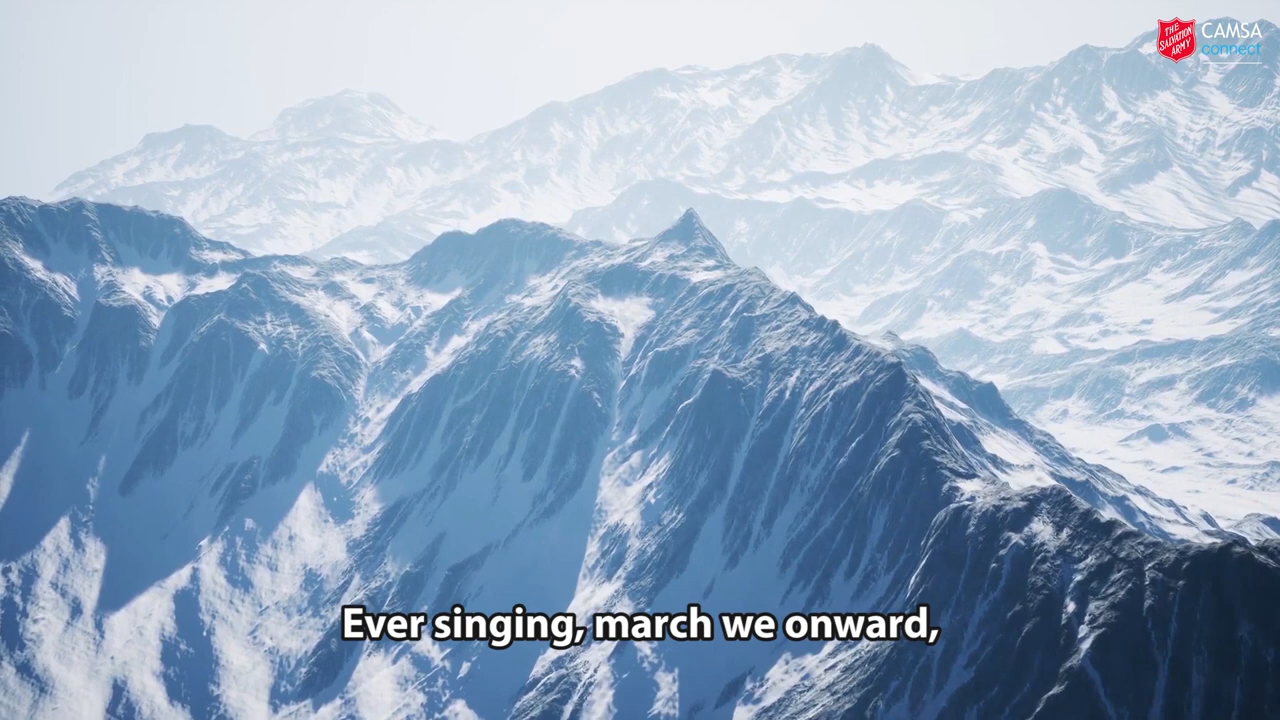 THE
SALVATION
ARMY
CAMSA
connect
Ever singing, march we onward,